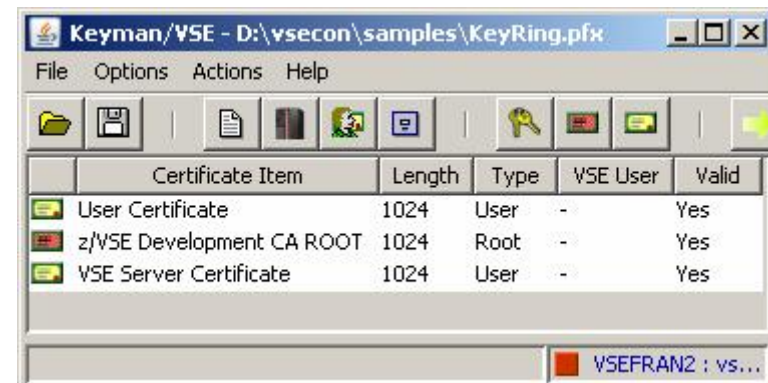 Keyman/VSE - D:\vsecon\samples\KeyRing.pfx
File Options Actions Help
Certificate Item Length Type VSE User Valid
User Certificate 1024 User - Yes
z/VSE Development CA ROOT 1024 Root - Yes
VSE Server Certificate 1024 User - Yes
VSEFRAN2 : vs...